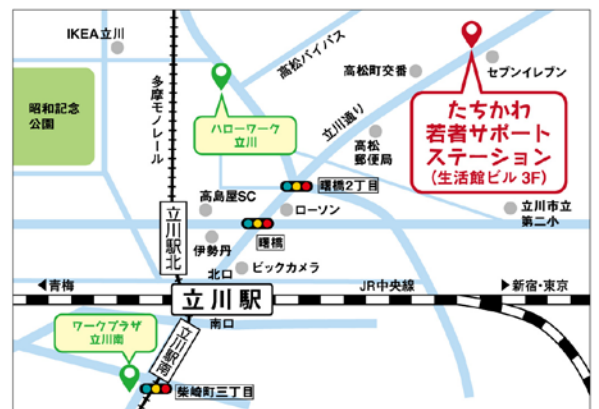 IKEA立川
高松バイパス
高松町交番
セブンイレブン
多摩モノレール
昭和記念
公園
ハローワーク
立川
立川通り
高松
郵便局
たちかわ
若者サポート
ステーション
(生活館ビル 3F)
曙橋2丁目
高島屋SC
ローソン
立川市立
第二小
立川駅北
伊勢丹
曙橋
北口
ビックカメラ
青梅
立川駅
JR中央線
新宿・東京
ワークプラザ
立川南
南口
立川駅南
柴崎町三丁目